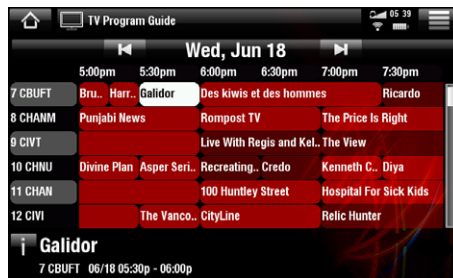 TV Program Guide
05 39
Wed, Jun 18
5:00pm 5:30pm 6:00pm 6:30pm 7:00pm 7:30pm
7 CBUFT Bru.. Harr.. Galidor Des kiwis et des hommes Ricardo
8 CHANM Punjabi News Rompost TV The Price Is Right
9 CIVT Live With Regis and Kel.. The View
10 CHNU Divine Plan Asper Seri.. Recreating.. Credo Kenneth C.. Diya
11 CHAN 100 Huntley Street Hospital For Sick Kids
12 CIVI The Vanco.. CityLine Relic Hunter
i Galidor
7 CBUFT 06/18 05:30p - 06:00p